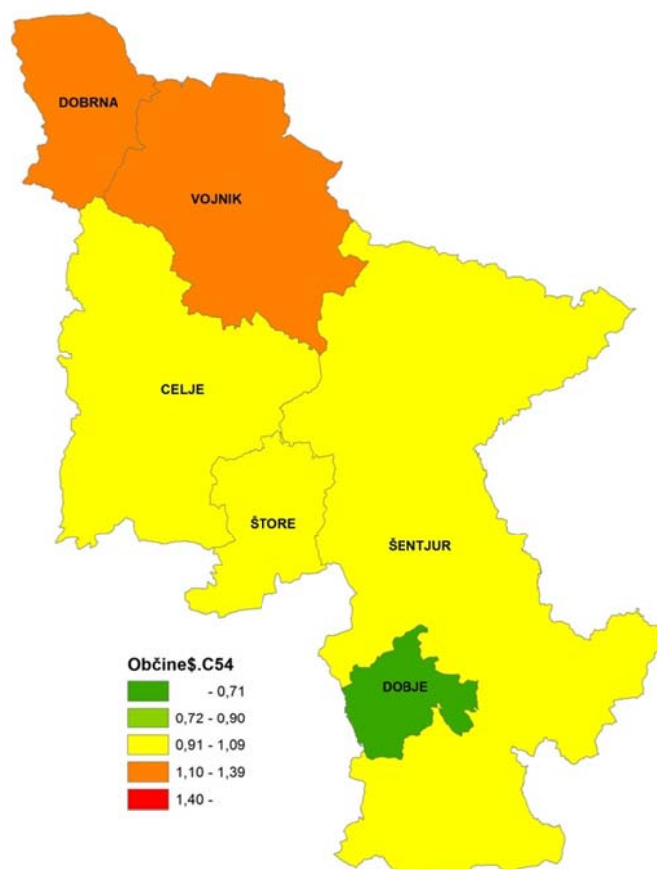 DOBRNA
VOJNIK
CELJE
ŠTORE
ŠENTJUR
DOBJE
Občine$.C54
- 0,71
0,72 - 0,90
0,91 - 1,09
1,10 - 1,39
1,40 -